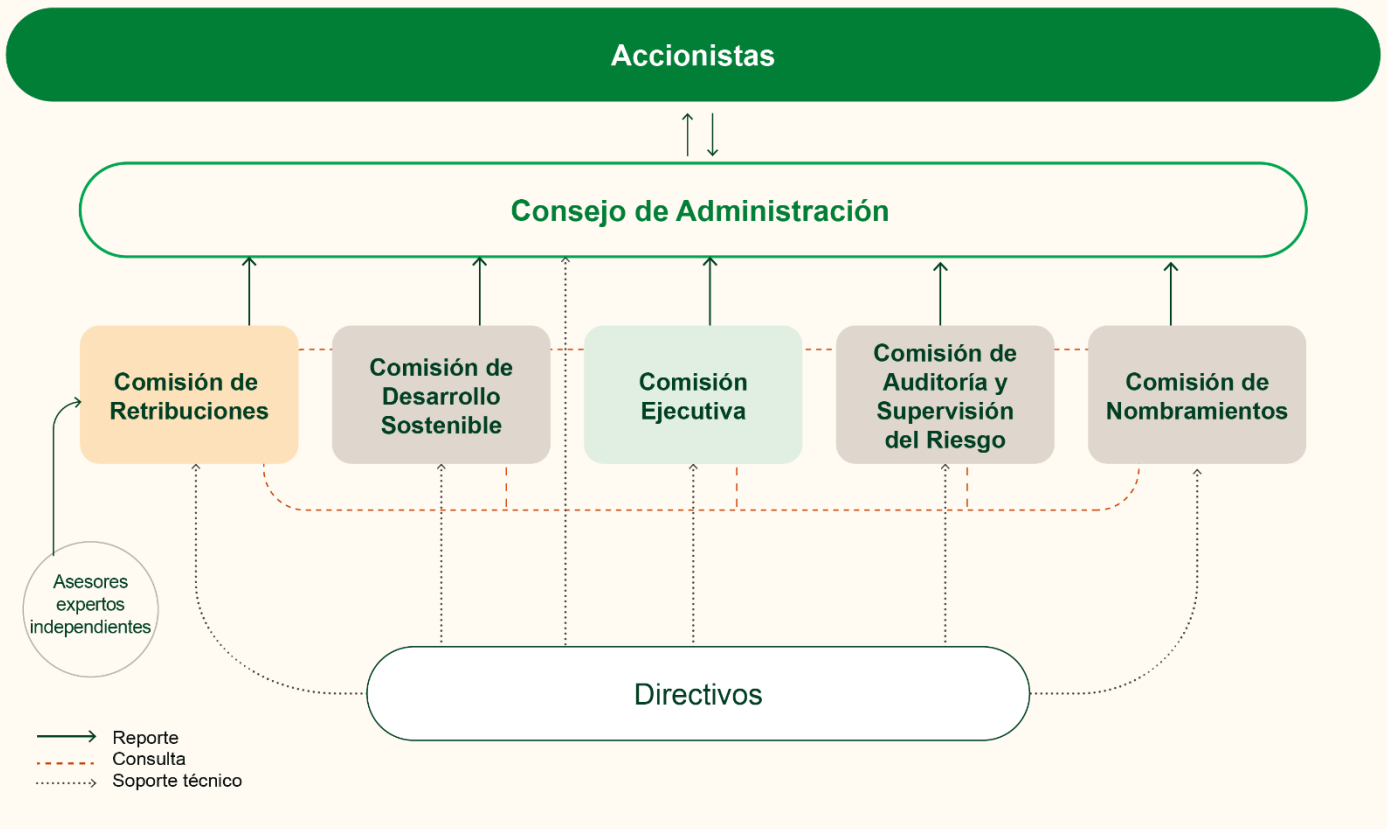 Accionistas
Consejo de Administración
Comisión de
Retribuciones
Comisión de
Desarrollo
Sostenible
Comisión
Ejecutiva
Comisión de
Auditoría y
Supervisión
del Riesgo
Comisión de
Nombramientos
Asesores
expertos
independientes
Directivos
Reporte
Consulta
Soporte técnico